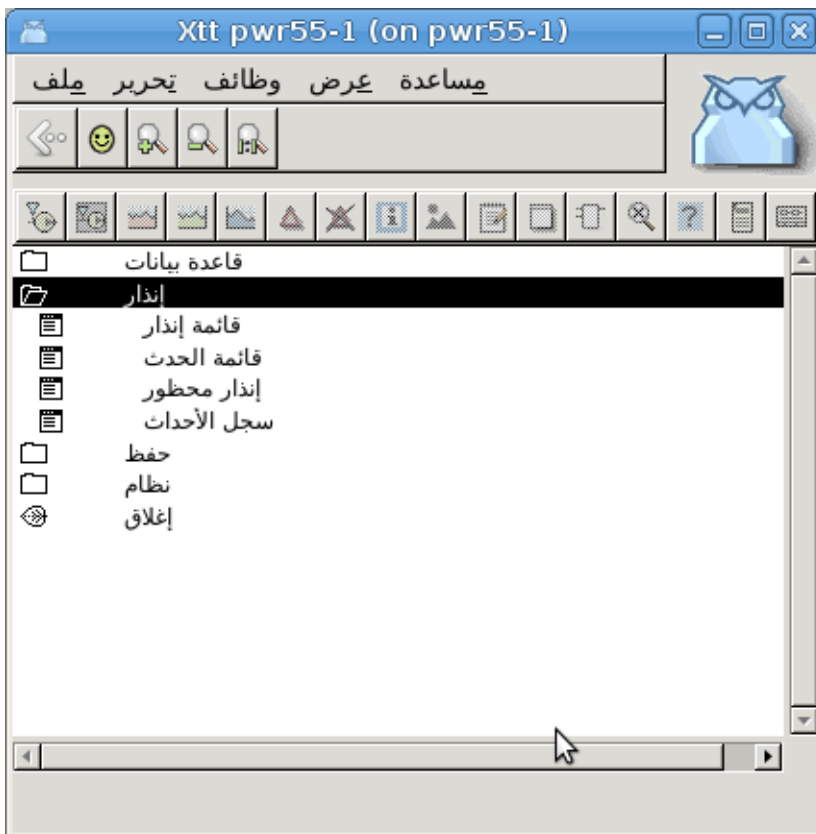 Xtt pwr55-1 (on pwr55-1)
ملف تحرير وظائف عرض مساعدة
قاعدة بيانات
إنذار
قائمة إنذار
قائمة الحدث
إنذار محظور
سجل الأحداث
حفظ
نظام
إغلاق